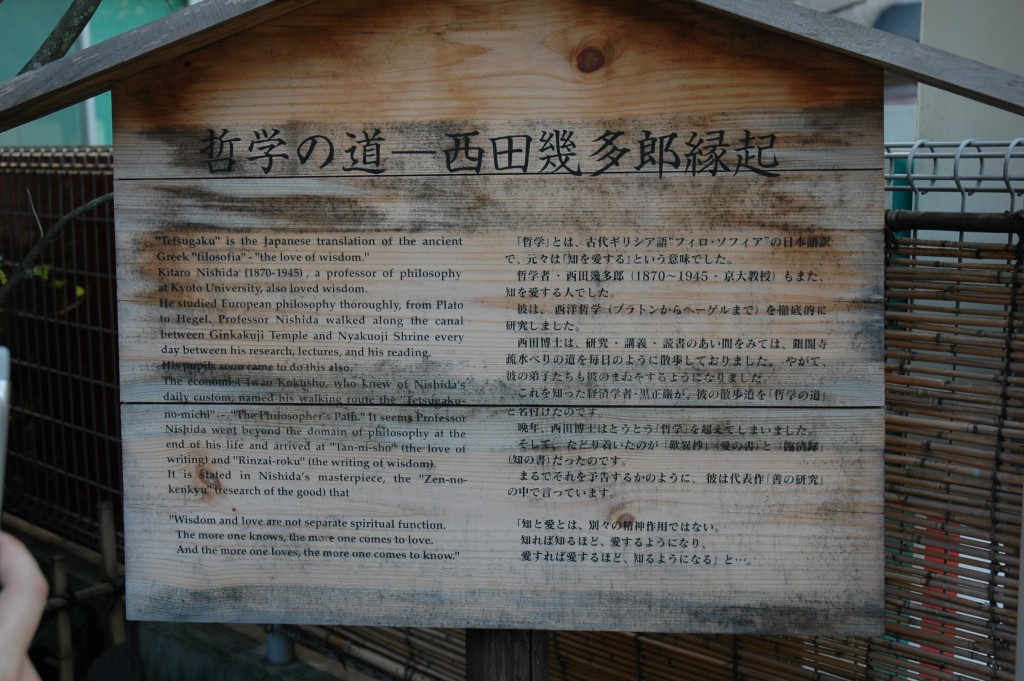 哲学の道―西田幾多郎縁起
"Tetsugaku" is the Japanese translation of the ancient
Greek "filosofia" - "the love of wisdom."
Kitaro Nishida (1870-1945) , a professor of philosophy
at Kyoto University, also loved wisdom.
He studied European philosophy thoroughly, from Plato
to Hegel. Professor Nishida walked along the canal
between Ginkakuji Temple and Nyakuoji Shrine every
day between his research, lectures, and his reading.
His pupils soon came to do this also.
The economist Iwao Kokusho, who knew of Nishida's
daily custom, named his walking route the "Tetsugaku-
no-michi" - "The Philosopher's Path." It seems Professor
Nishida went beyond the domain of philosophy at the
end of his life and arrived at "Tan-ni-sho" (the love of
writing) and "Rinzai-roku" (the writing of wisdom).
It is stated in Nishida's masterpiece, the "Zen-no-
kenkyu" (research of the good) that
"Wisdom and love are not separate spiritual function.
The more one knows, the more one comes to love.
And the more one loves, the more one comes to know."
「哲学」とは、古代ギリシア語"フィロ・ソフィア"の日本語訳
で、元々は「知を愛する」という意味でした。
哲学者・西田幾多郎（1870～1945・京大教授）もまた、
知を愛する人でした。
彼は、西洋哲学（プラトンからヘーゲルまで）を徹底的に
研究しました。
西田博士は、研究・講義・読書のあい間をみては、銀閣寺
疏水べりの道を毎日のように散歩しておりました。やがて、
彼の弟子たちも彼のまねをするようになりました
これを知った経済学者・黒正巌が、彼の散歩道を「哲学の道」
と名付けたのです。
晩年、西田博士はとうとう「哲学」を超えてしまいました。
そして、たどり着いたのが「歎異抄」（愛の書）と「臨済録」
（知の書）だったのです。
まるでそれを予告するかのように、彼は代表作「善の研究」
の中で言っています。
「知と愛とは、別々の精神作用ではない。
知れば知るほど、愛するようになり、
愛すれば愛するほど、知るようになる」と…。